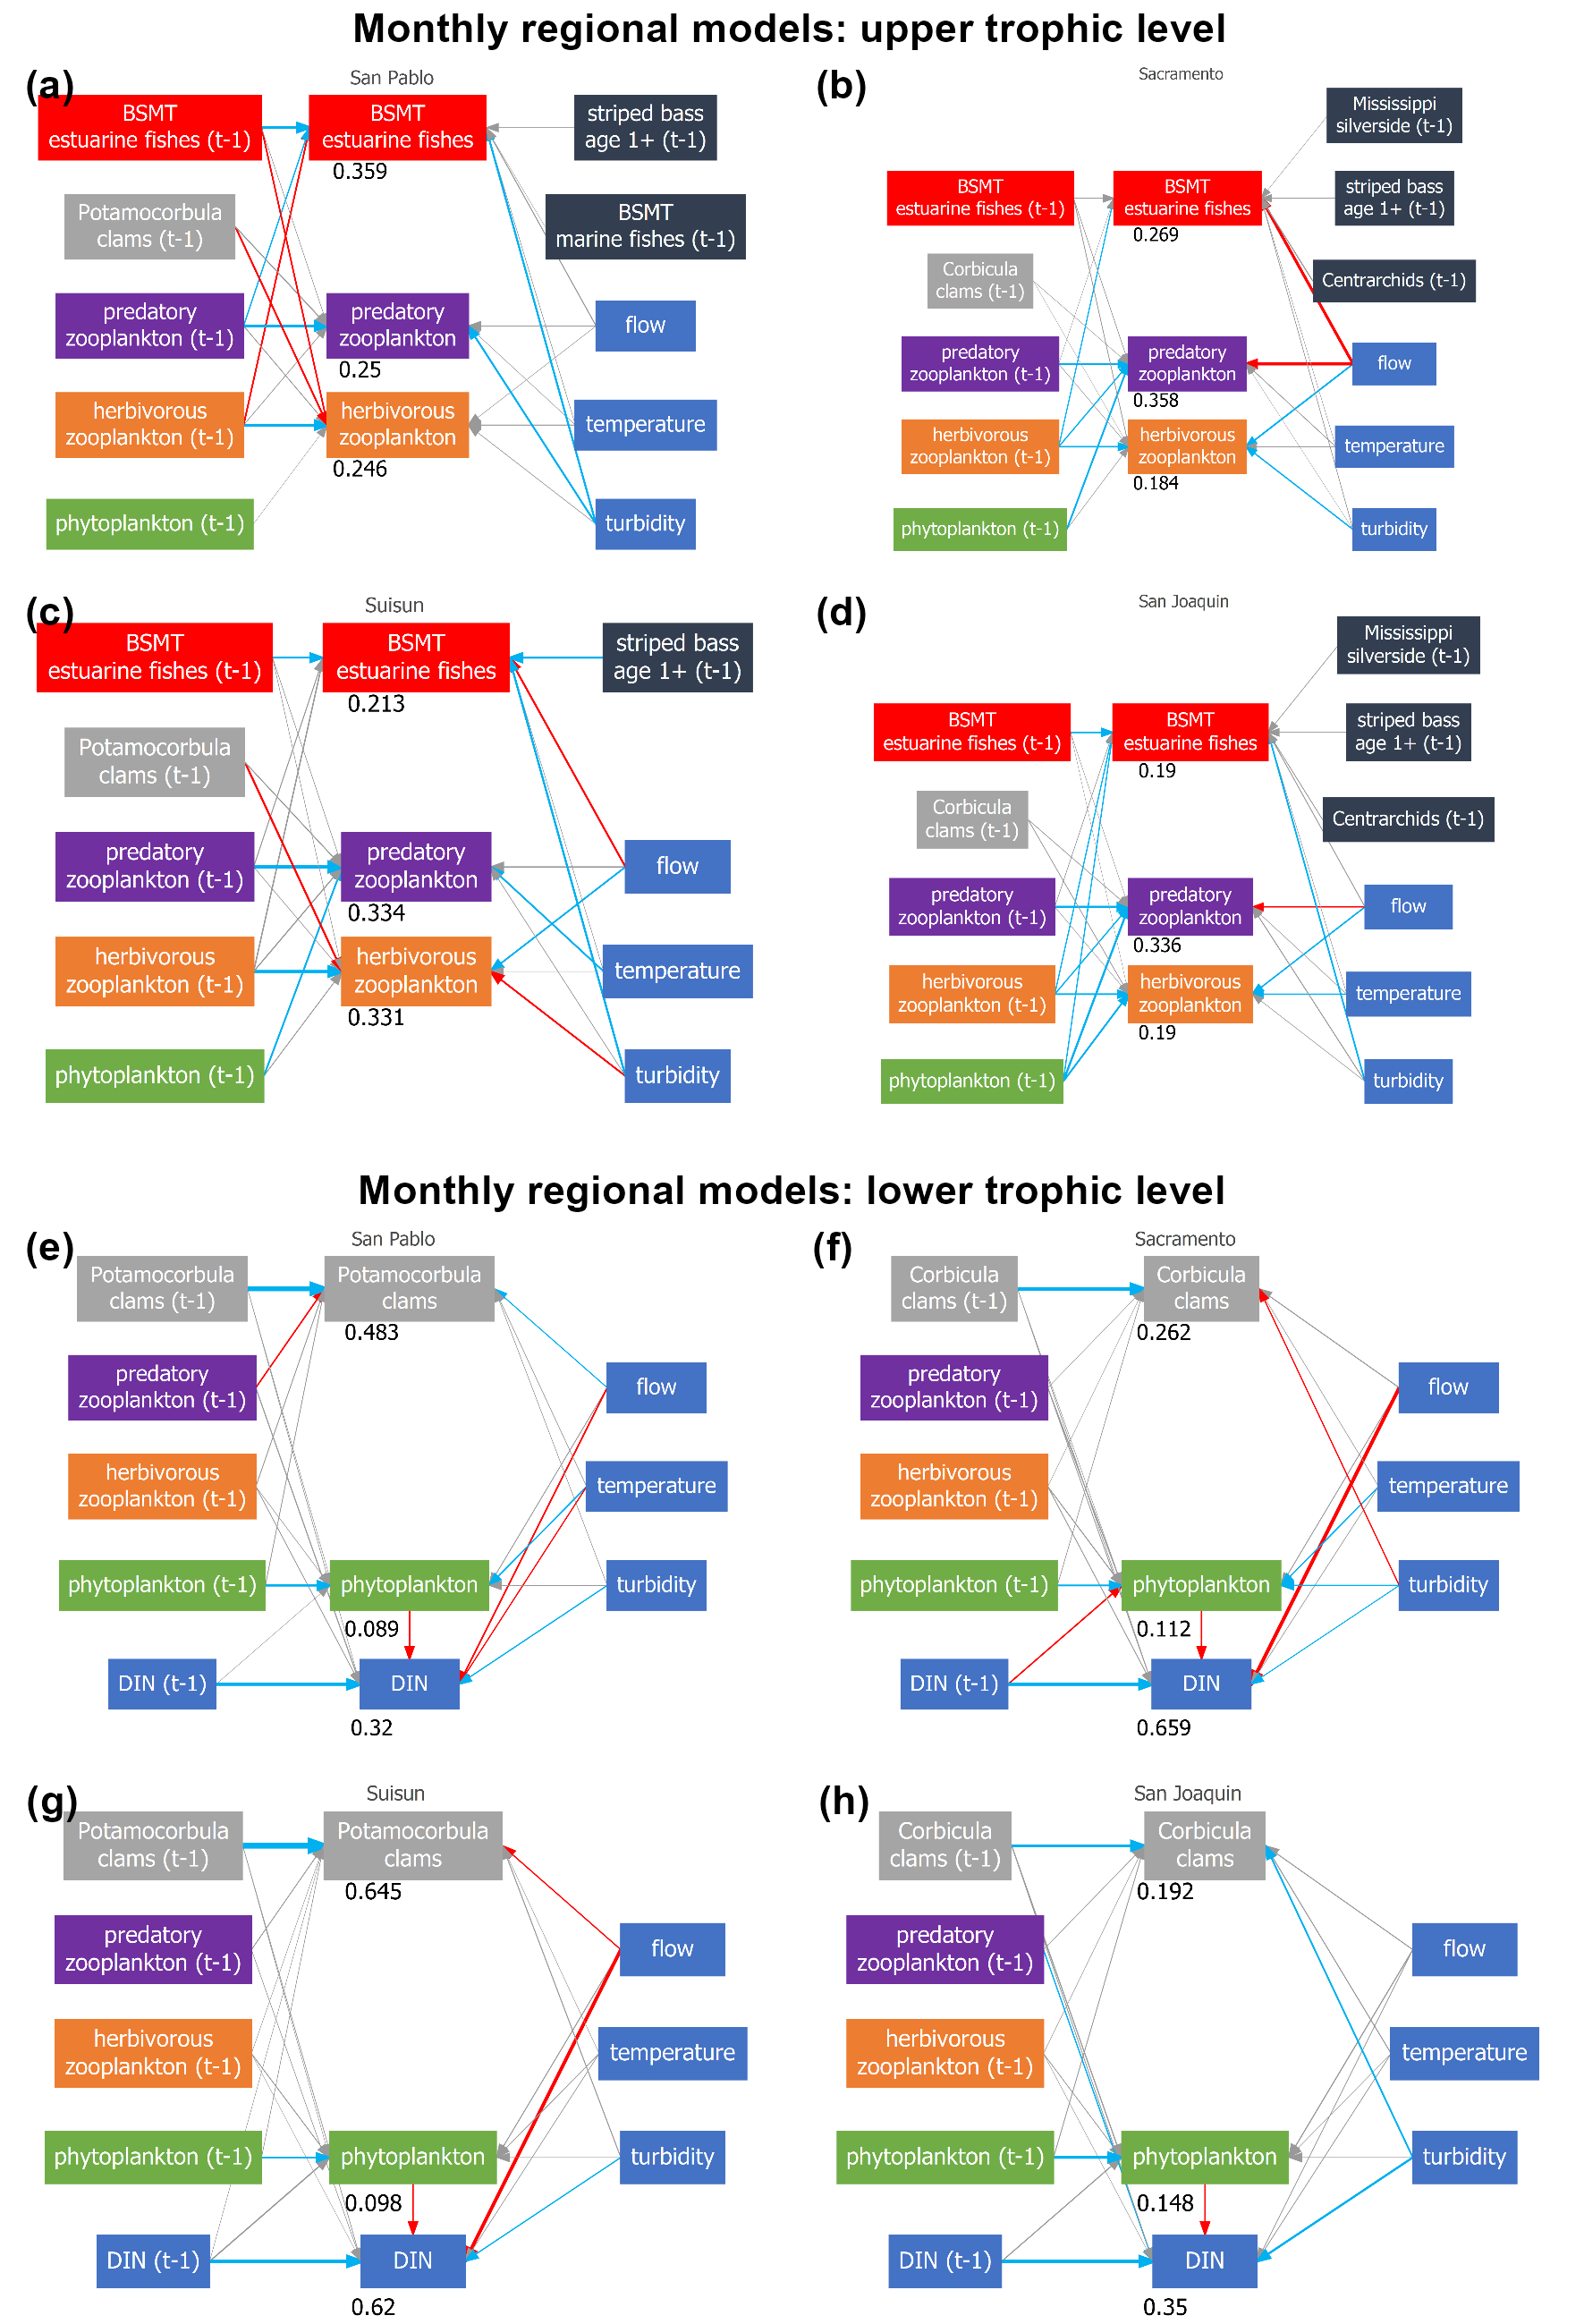 Monthly regional models: upper trophic level
(a)
San Pablo
BSMT
estuarine fishes (t-1)
BSMT
estuarine fishes
0.359
striped bass
age 1+ (t-1)
Potamocorbula
clams (t-1)
BSMT
marine fishes (t-1)
predatory
zooplankton (t-1)
predatory
zooplankton
0.25
flow
herbivorous
zooplankton (t-1)
herbivorous
zooplankton
0.246
temperature
phytoplankton (t-1)
turbidity
(b)
Sacramento
Mississippi
silverside (t-1)
BSMT
estuarine fishes (t-1)
BSMT
estuarine fishes
0.269
striped bass
age 1+ (t-1)
Corbicula
clams (t-1)
Centrarchids (t-1)
predatory
zooplankton (t-1)
predatory
zooplankton
0.358
flow
herbivorous
zooplankton (t-1)
herbivorous
zooplankton
0.184
temperature
phytoplankton (t-1)
turbidity
(c)
Suisun
BSMT
estuarine fishes (t-1)
BSMT
estuarine fishes
0.213
striped bass
age 1+ (t-1)
Potamocorbula
clams (t-1)
predatory
zooplankton (t-1)
predatory
zooplankton
0.334
flow
herbivorous
zooplankton (t-1)
herbivorous
zooplankton
0.331
temperature
phytoplankton (t-1)
turbidity
(d)
San Joaquin
Mississippi
silverside (t-1)
BSMT
estuarine fishes (t-1)
BSMT
estuarine fishes
0.19
striped bass
age 1+ (t-1)
Corbicula
clams (t-1)
Centrarchids (t-1)
predatory
zooplankton (t-1)
predatory
zooplankton
0.336
flow
herbivorous
zooplankton (t-1)
herbivorous
zooplankton
0.19
temperature
phytoplankton (t-1)
turbidity
Monthly regional models: lower trophic level
(e)
San Pablo
Potamocorbula
clams (t-1)
Potamocorbula
clams
0.483
predatory
zooplankton (t-1)
flow
herbivorous
zooplankton (t-1)
temperature
phytoplankton (t-1)
phytoplankton
0.089
turbidity
DIN (t-1)
DIN
0.32
(f)
Sacramento
Corbicula
clams (t-1)
Corbicula
clams
0.262
predatory
zooplankton (t-1)
flow
herbivorous
zooplankton (t-1)
temperature
phytoplankton (t-1)
phytoplankton
0.112
turbidity
DIN (t-1)
DIN
0.659
(g)
Suisun
Potamocorbula
clams (t-1)
Potamocorbula
clams
0.645
predatory
zooplankton (t-1)
flow
herbivorous
zooplankton (t-1)
temperature
phytoplankton (t-1)
phytoplankton
0.098
turbidity
DIN (t-1)
DIN
0.62
(h)
San Joaquin
Corbicula
clams (t-1)
Corbicula
clams
0.192
predatory
zooplankton (t-1)
flow
herbivorous
zooplankton (t-1)
temperature
phytoplankton (t-1)
phytoplankton
0.148
turbidity
DIN (t-1)
DIN
0.35